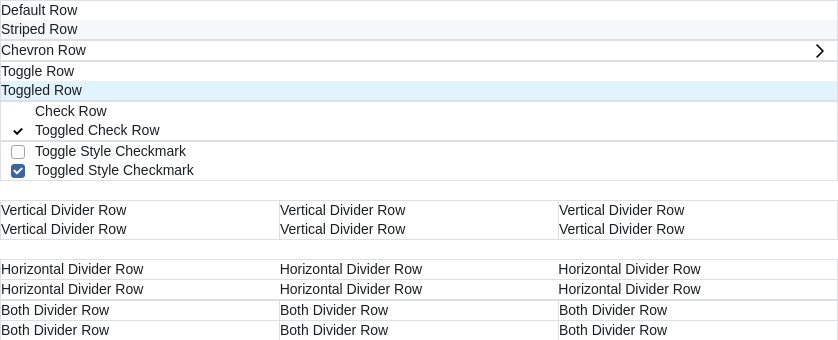 Default Row
Striped Row
Chevron Row
Toggle Row
Toggled Row
Check Row
Toggled Check Row
Toggle Style Checkmark
Toggled Style Checkmark
Vertical Divider Row Vertical Divider Row Vertical Divider Row
Vertical Divider Row Vertical Divider Row Vertical Divider Row
Horizontal Divider Row Horizontal Divider Row Horizontal Divider Row
Horizontal Divider Row Horizontal Divider Row Horizontal Divider Row
Both Divider Row Both Divider Row Both Divider Row
Both Divider Row Both Divider Row Both Divider Row